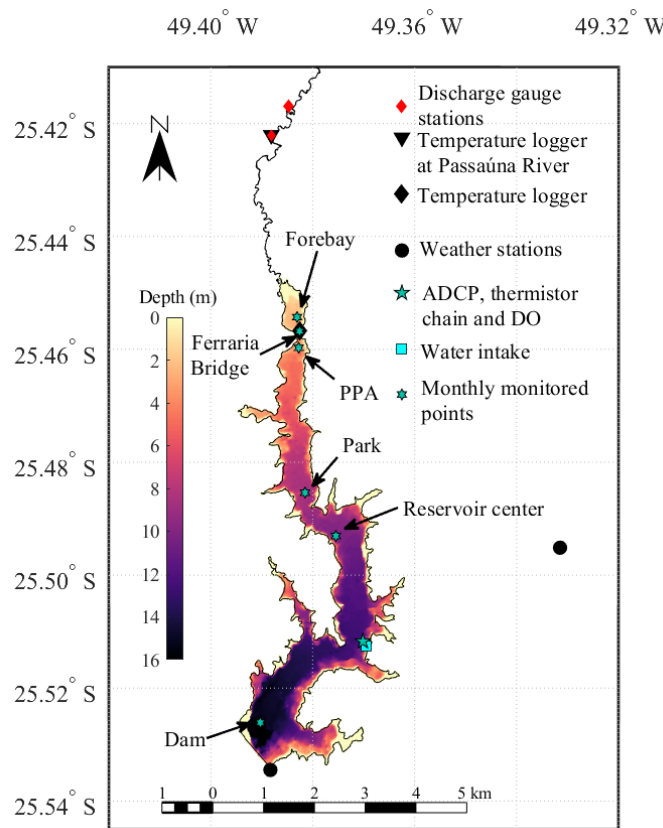 49.40° W
49.36° W
49.32° W
25.42° S
25.44° S
25.46° S
25.48° S
25.50° S
25.52° S
25.54° S
N
Discharge gauge
stations
Temperature logger
at Passaúna River
Temperature logger
Weather stations
ADCP, thermistor
chain and DO
Water intake
Monthly monitored
points
Forebay
Depth (m)
0
2
4
6
8
10
12
14
16
Ferraria
Bridge
PPA
Park
Reservoir center
Dam
1
0
1
2
3
4
5 km